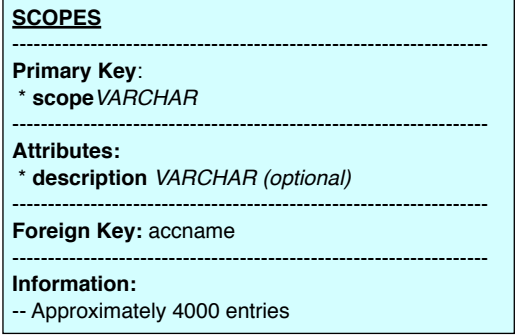 SCOPES
----------------------------------------------------------------------
Primary Key:
* scopeVARCHAR
----------------------------------------------------------------------
Attributes:
* description VARCHAR (optional)
----------------------------------------------------------------------
Foreign Key: accname
----------------------------------------------------------------------
Information:
-- Approximately 4000 entries